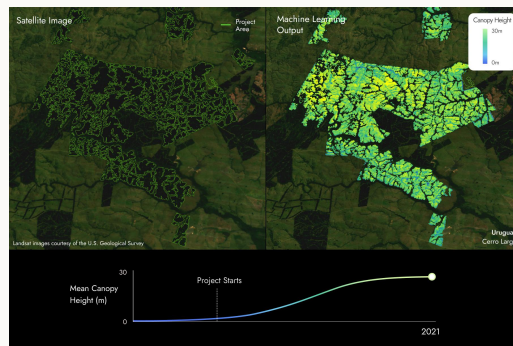 Satellite Image
Project
Area
Machine Learning
Output
Canopy Height
30m
0m
Landsat images courtesy of the U.S. Geological Survey
Urugua
Cerro Larg
30
Mean Canopy
Height (m)
0
Project Starts
2021